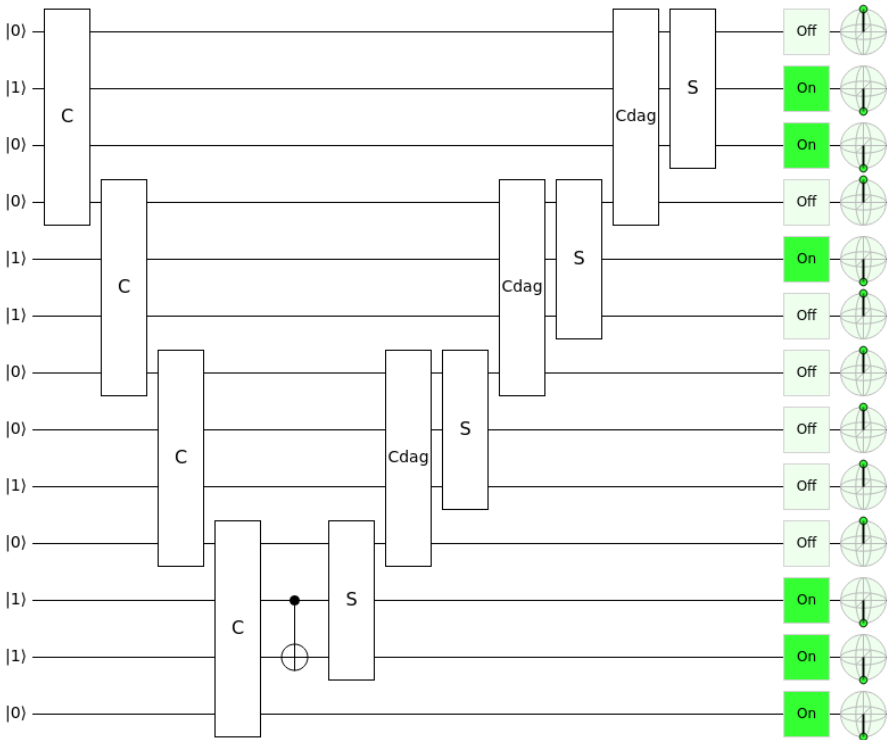 |0⟩ Off
|1⟩ On
C Cdag S
|0⟩ On
|0⟩ Off
|1⟩ On
C Cdag S
|1⟩ Off
|0⟩ Off
|0⟩ Off
C Cdag S
|1⟩ Off
|0⟩ Off
|1⟩ S On
C
|1⟩ On
|0⟩ On